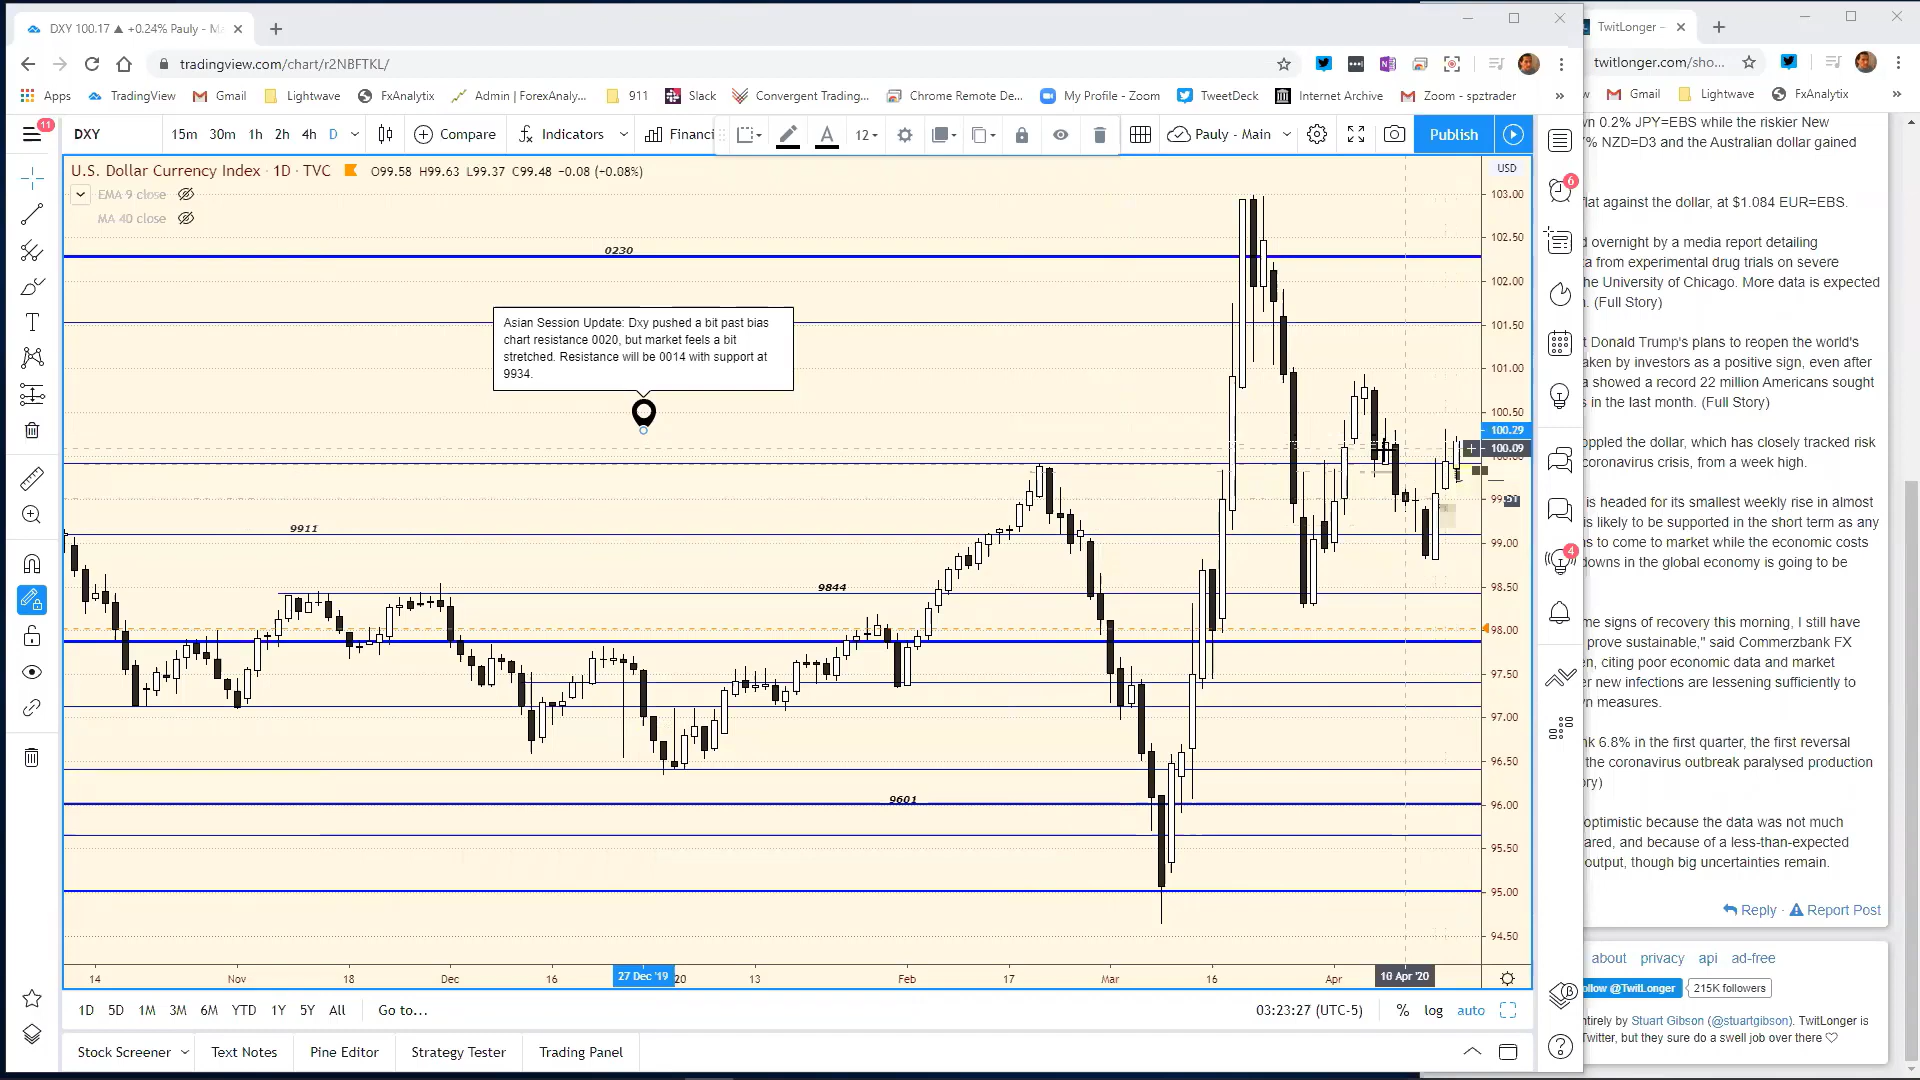 DXY 100.17 ▲ +0.24% Pauly - Ma
TwitLonger -
tradingview.com/chart/r2NBFTKL/
twitlonger.com/sho...
Apps TradingView Gmail Lightwave FxAnalytix Admin | ForexAnaly... 911 Slack Convergent Trading... Chrome Remote De... My Profile - Zoom TweetDeck Internet Archive Zoom - spztrader »
Gmail Lightwave FxAnalytix »
11
DXY 15m 30m 1h 2h 4h D Compare Indicators Financi 12 Pauly - Main Publish
U.S. Dollar Currency Index · 1D · TVC O99.58 H99.63 L99.37 C99.48 −0.08 (−0.08%)
EMA 9 close
MA 40 close
USD
103.00
102.50
102.00
101.50
101.00
100.50
100.29
100.09
99.00
98.50
98.00
97.50
97.00
96.50
96.00
95.50
95.00
94.50
0230
Asian Session Update: Dxy pushed a bit past bias
chart resistance 0020, but market feels a bit
stretched. Resistance will be 0014 with support at
9934.
9911
9844
9601
14 Nov 18 Dec 16 27 Dec '19 20 13 Feb 17 Mar 16 Apr 10 Apr '20
1D 5D 1M 3M 6M YTD 1Y 5Y All Go to... 03:23:27 (UTC-5) % log auto
Stock Screener Text Notes Pine Editor Strategy Tester Trading Panel
6
4
vn 0.2% JPY=EBS while the riskier New
% NZD=D3 and the Australian dollar gained
flat against the dollar, at $1.084 EUR=EBS.
d overnight by a media report detailing
a from experimental drug trials on severe
he University of Chicago. More data is expected
. (Full Story)
t Donald Trump's plans to reopen the world's
aken by investors as a positive sign, even after
a showed a record 22 million Americans sought
s in the last month. (Full Story)
oppled the dollar, which has closely tracked risk
coronavirus crisis, from a week high.
is headed for its smallest weekly rise in almost
is likely to be supported in the short term as any
s to come to market while the economic costs
downs in the global economy is going to be
me signs of recovery this morning, I still have
prove sustainable," said Commerzbank FX
en, citing poor economic data and market
er new infections are lessening sufficiently to
n measures.
nk 6.8% in the first quarter, the first reversal
the coronavirus outbreak paralysed production
ory)
optimistic because the data was not much
ared, and because of a less-than-expected
output, though big uncertainties remain.
Reply · Report Post
about privacy api ad-free
ollow @TwitLonger 215K followers
ntirely by Stuart Gibson (@stuartgibson). TwitLonger is
Twitter, but they sure do a swell job over there ♡